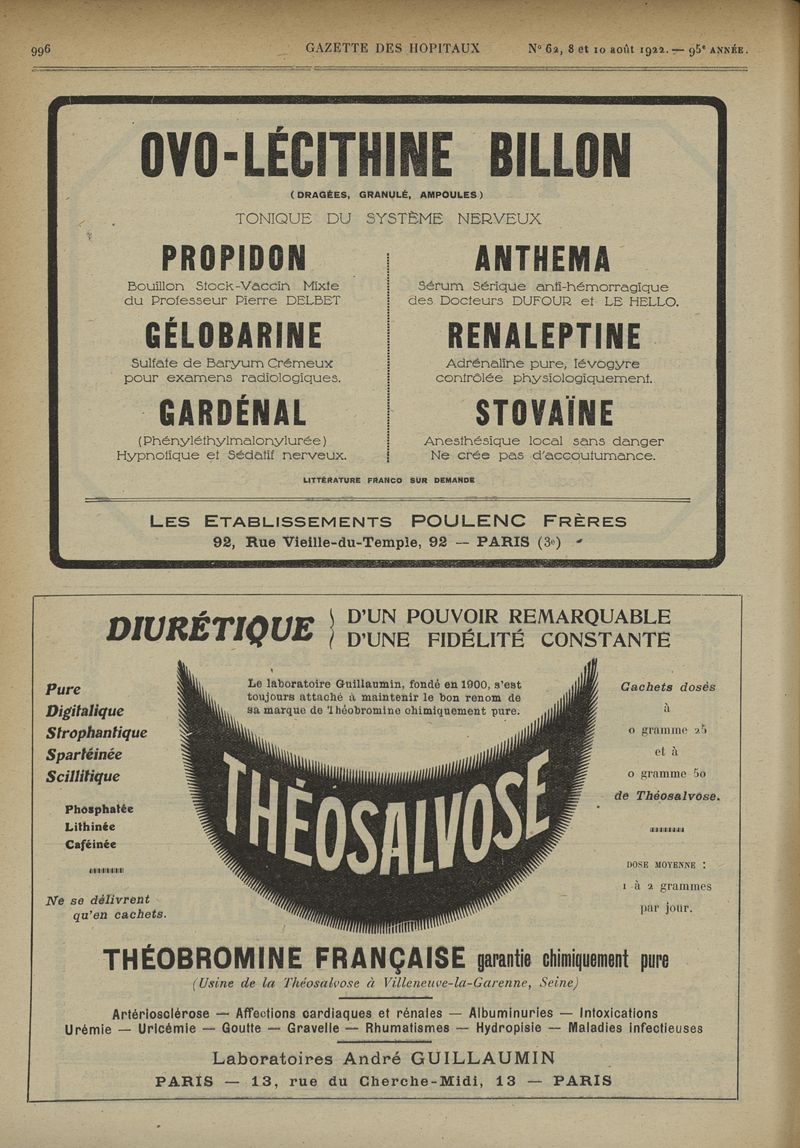 996
GAZETTE DES HOPITAUX
N° 62, 8 et 10 août 1922. — 95e ANNÉE.
OVO-LÉCITHINE BILLON
(DRAGÉES, GRANULÉ, AMPOULES)
TONIQUE DU SYSTÈME NERVEUX
PROPIDON
Bouillon Stock-Vaccin Mixte
du Professeur Pierre DELBET
GÉLOBARINE
Sulfate de Baryum Crémeux
pour examens radiologiques.
GARDÉNAL
(Phényléthylmalonylurée)
Hypnotique et Sédatif nerveux.
ANTHEMA
Sérum Sérique anti-hémorragique
des Docteurs DUFOUR et LE HELLO.
RENALEPTINE
Adrénaline pure, lévogyre
contrôlée physiologiquement.
STOVAÏNE
Anesthésique local sans danger
Ne crée pas d'accoutumance.
LITTÉRATURE FRANCO SUR DEMANDE
LES ETABLISSEMENTS POULENC FRÈRES
92, Rue Vieille-du-Temple, 92 — PARIS (3e)
DIURÉTIQUE
D'UN POUVOIR REMARQUABLE
D'UNE FIDÉLITÉ CONSTANTE
Le laboratoire Guillaumin, fondé en 1900, s'est
toujours attaché à maintenir le bon renom de
sa marque de Théobromine chimiquement pure.
Pure
Digitalique
Strophantique
Spartéinée
Scillitique
Phosphatée
Lithinée
Caféinée
Ne se délivrent
qu'en cachets.
THÉOSALVOSE
Cachets dosés
à
0 gramme 25
et à
0 gramme 50
de Théosalvose.
DOSE MOYENNE :
1 à 2 grammes
par jour.
THÉOBROMINE FRANÇAISE garantie chimiquement pure
(Usine de la Théosalvose à Villeneuve-la-Garenne, Seine)
Artériosclérose — Affections cardiaques et rénales — Albuminuries — Intoxications
Urémie — Uricémie — Goutte — Gravelle — Rhumatismes — Hydropisie — Maladies infectieuses
Laboratoires André GUILLAUMIN
PARIS — 13, rue du Cherche-Midi, 13 — PARIS